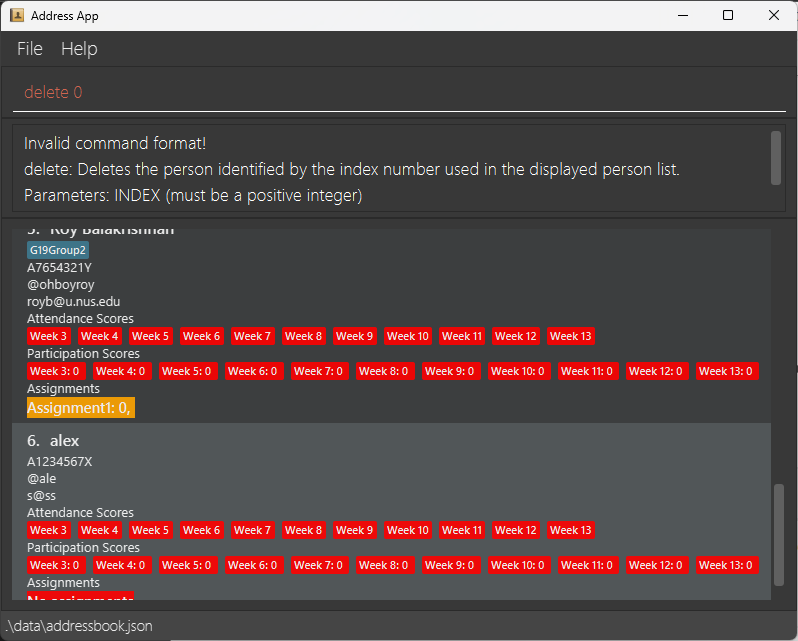 Address App
File Help
delete 0
Invalid command format!
delete: Deletes the person identified by the index number used in the displayed person list.
Parameters: INDEX (must be a positive integer)
5. Roy Balakrishnan
G19Group2
A7654321Y
@ohboyroy
royb@u.nus.edu
Attendance Scores
Week 3 Week 4 Week 5 Week 6 Week 7 Week 8 Week 9 Week 10 Week 11 Week 12 Week 13
Participation Scores
Week 3: 0 Week 4: 0 Week 5: 0 Week 6: 0 Week 7: 0 Week 8: 0 Week 9: 0 Week 10: 0 Week 11: 0 Week 12: 0 Week 13: 0
Assignments
Assignment1: 0,
6. alex
A1234567X
@ale
s@ss
Attendance Scores
Week 3 Week 4 Week 5 Week 6 Week 7 Week 8 Week 9 Week 10 Week 11 Week 12 Week 13
Participation Scores
Week 3: 0 Week 4: 0 Week 5: 0 Week 6: 0 Week 7: 0 Week 8: 0 Week 9: 0 Week 10: 0 Week 11: 0 Week 12: 0 Week 13: 0
Assignments
No assignments
.\data\addressbook.json